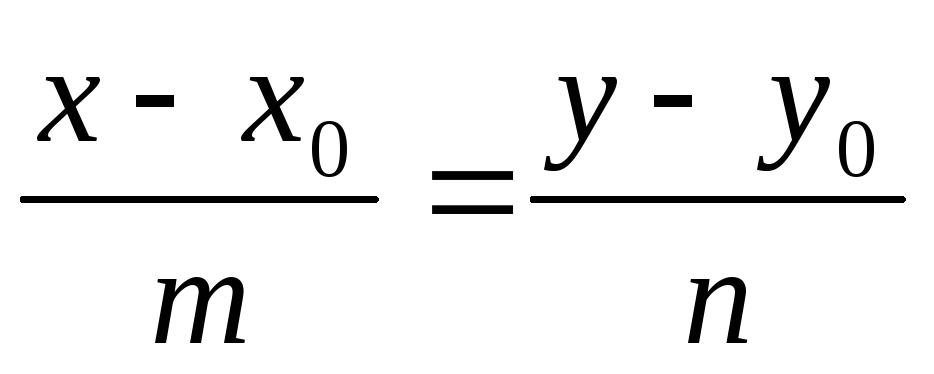 x - x₀ / m = y - y₀ / n